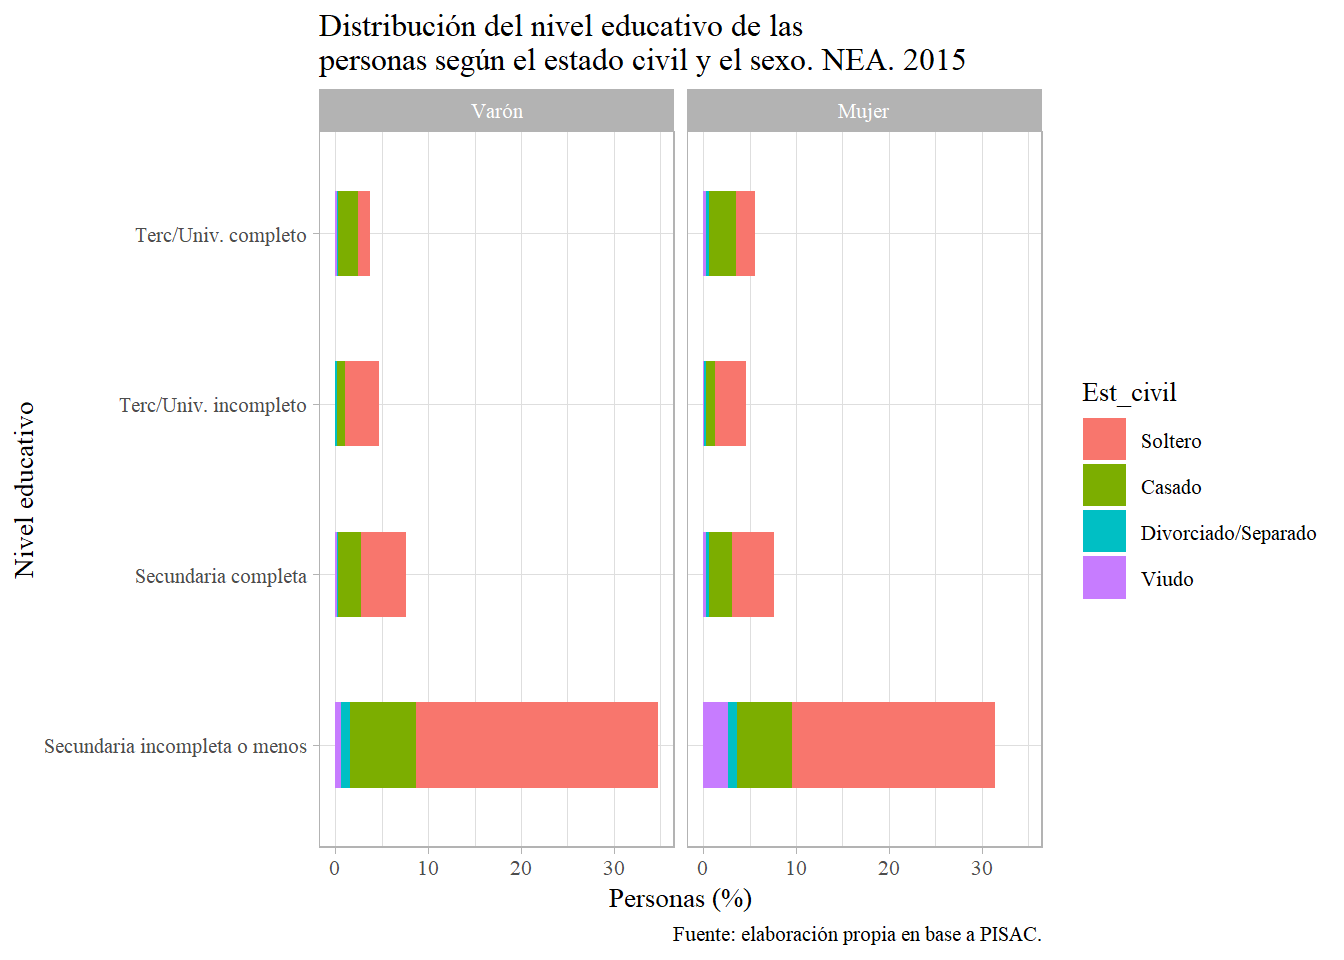 Distribución del nivel educativo de las
personas según el estado civil y el sexo. NEA. 2015
Varón
Mujer
Nivel educativo
Terc/Univ. completo
Terc/Univ. incompleto
Secundaria completa
Secundaria incompleta o menos
0 10 20 30
0 10 20 30
Personas (%)
Est_civil
Soltero
Casado
Divorciado/Separado
Viudo
Fuente: elaboración propia en base a PISAC.